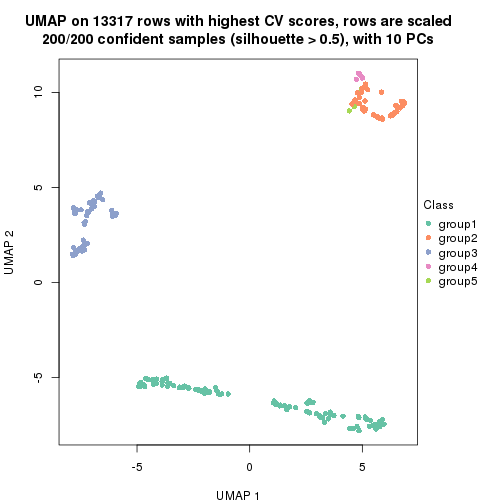 UMAP on 13317 rows with highest CV scores, rows are scaled
200/200 confident samples (silhouette > 0.5), with 10 PCs
10
5
0
-5
UMAP 2
Class
group1
group2
group3
group4
group5
-5
0
5
UMAP 1